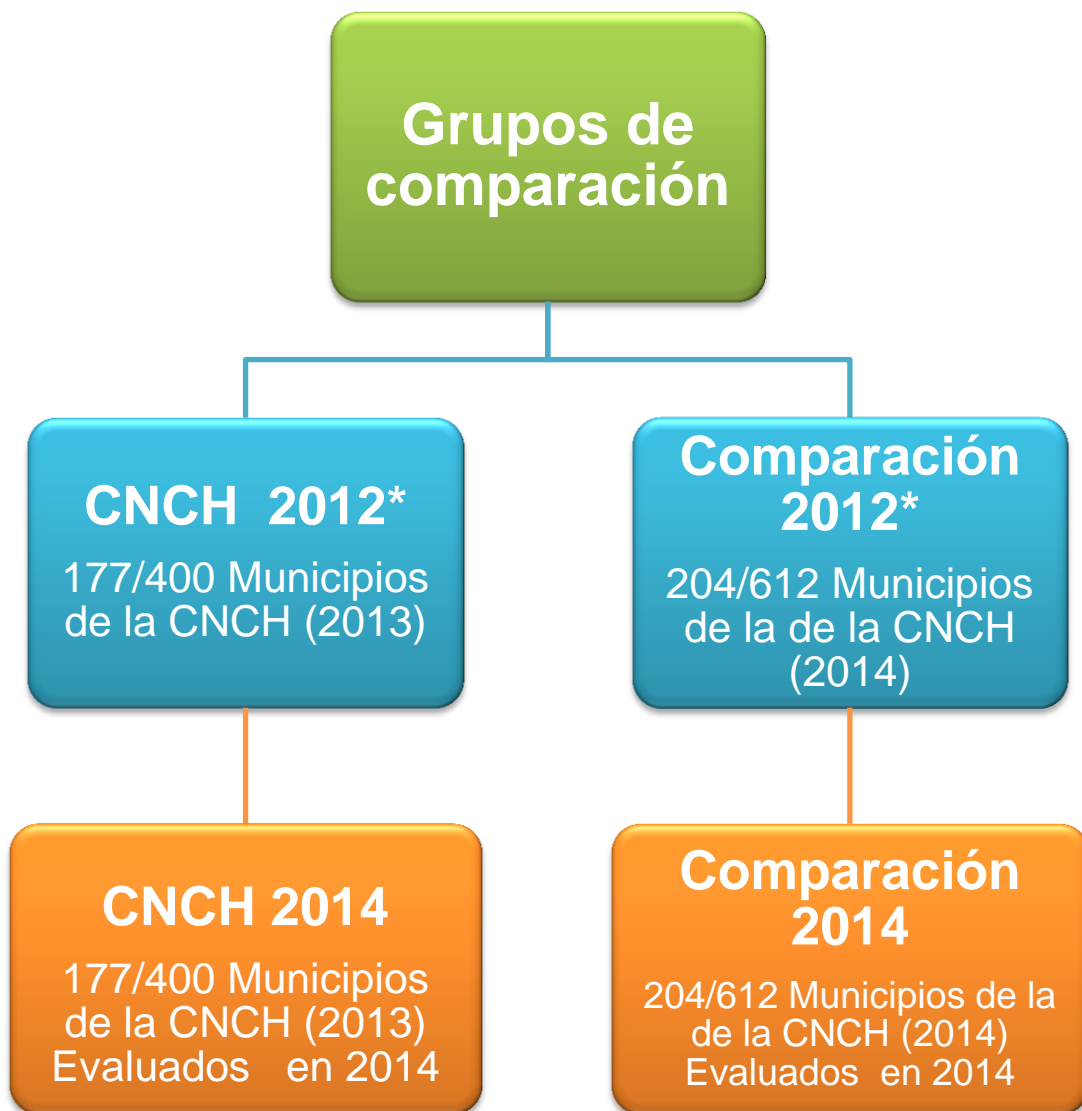 Grupos de
comparación
CNCH 2012*
177/400 Municipios
de la CNCH (2013)
Comparación
2012*
204/612 Municipios
de la de la CNCH
(2014)
CNCH 2014
177/400 Municipios
de la CNCH (2013)
Evaluados en 2014
Comparación
2014
204/612 Municipios de la
de la CNCH (2014)
Evaluados en 2014